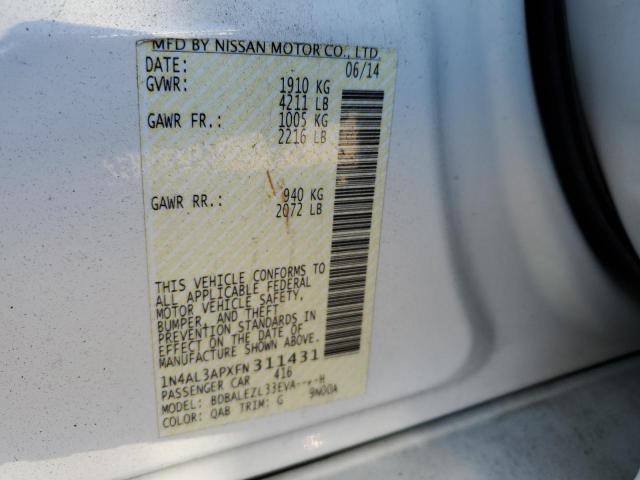 MFD BY NISSAN MOTOR CO., LTD.
DATE: 06/14
GVWR: 1910 KG
4211 LB
GAWR FR.: 1005 KG
2216 LB
GAWR RR.: 940 KG
2072 LB
THIS VEHICLE CONFORMS TO
ALL APPLICABLE FEDERAL
MOTOR VEHICLE SAFETY,
BUMPER, AND THEFT
PREVENTION STANDARDS IN
EFFECT ON THE DATE OF
MANUFACTURE SHOWN ABOVE.
1N4AL3APXFN311431
PASSENGER CAR 416
MODEL: BDBALEZL33EVA----H
COLOR: QAB TRIM: G 9N00A